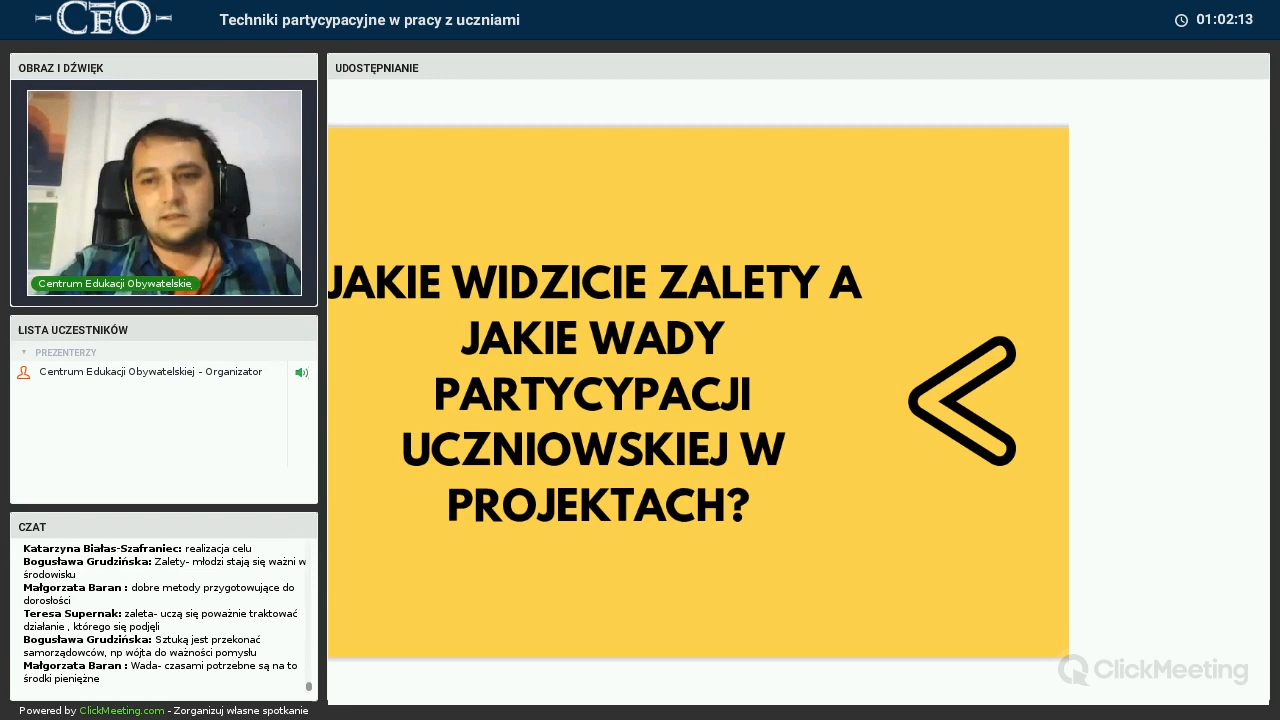 CEO
Techniki partycypacyjne w pracy z uczniami
01:02:13
OBRAZ I DŹWIĘK
Centrum Edukacji Obywatelskie
LISTA UCZESTNIKÓW
PREZENTERZY
Centrum Edukacji Obywatelskiej - Organizator
CZAT
Katarzyna Białas-Szafraniec: realizacja celu
Bogusława Grudzińska: Zalety- młodzi stają się ważni w
środowisku
Małgorzata Baran : dobre metody przygotowujące do
dorosłości
Teresa Supernak: zaleta- uczą się poważnie traktować
działanie , którego się podjęli
Bogusława Grudzińska: Sztuką jest przekonać
samorządowców, np wójta do ważności pomysłu
Małgorzata Baran : Wada- czasami potrzebne są na to
środki pieniężne
Powered by ClickMeeting.com - Zorganizuj własne spotkanie
UDOSTĘPNIANIE
JAKIE WIDZICIE ZALETY A
JAKIE WADY
PARTYCYPACJI
UCZNIOWSKIEJ W
PROJEKTACH?
ClickMeeting